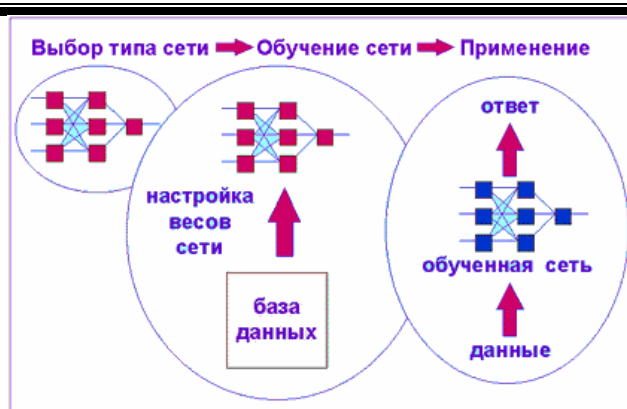 Выбор типа сети Обучение сети Применение
настройка
весов
сети
база
данных
ответ
обученная сеть
данные